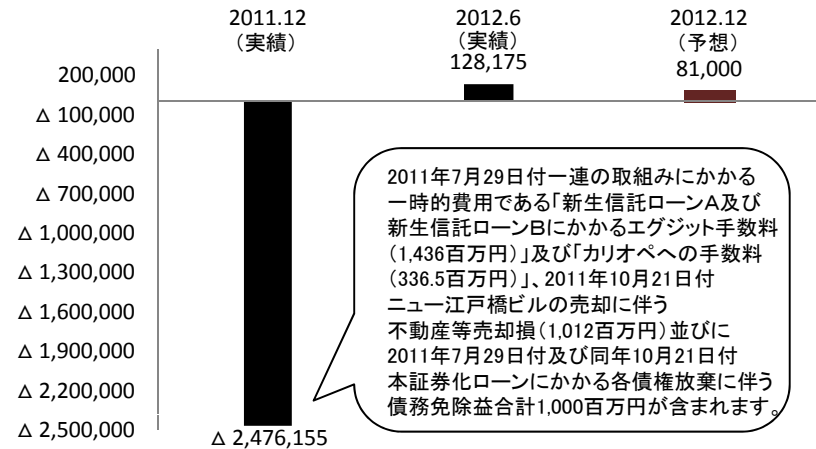 2011.12
（実績）
2012.6
（実績）
128,175
2012.12
（予想）
81,000
200,000
△ 100,000
△ 400,000
△ 700,000
△ 1,000,000
△ 1,300,000
△ 1,600,000
△ 1,900,000
△ 2,200,000
△ 2,500,000
△ 2,476,155
2011年7月29日付一連の取組みにかかる
一時的費用である「新生信託ローンA及び
新生信託ローンBにかかるエグジット手数料
（1,436百万円）」及び「カリオペへの手数料
（336.5百万円）」、2011年10月21日付
ニュー江戸橋ビルの売却に伴う
不動産等売却損（1,012百万円）並びに
2011年7月29日付及び同年10月21日付
本証券化ローンにかかる各債権放棄に伴う
債務免除益合計1,000百万円が含まれます。